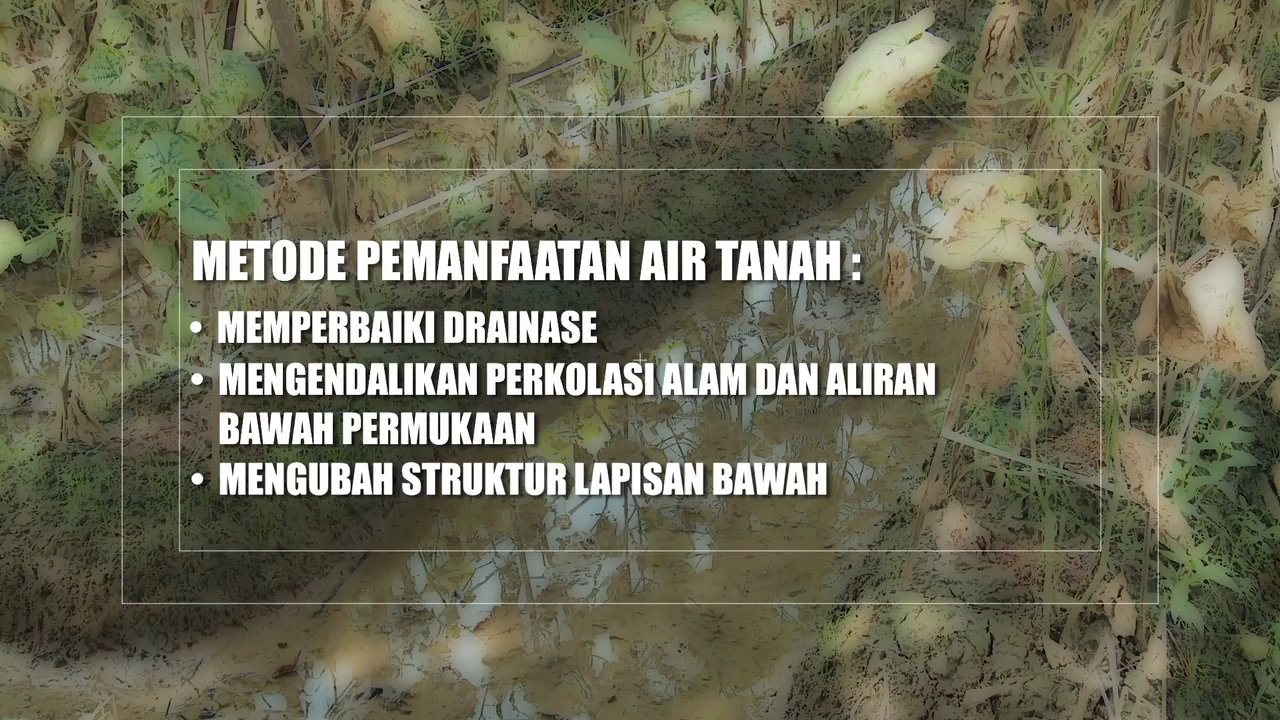 METODE PEMANFAATAN AIR TANAH :
• MEMPERBAIKI DRAINASE
• MENGENDALIKAN PERKOLASI ALAM DAN ALIRAN
BAWAH PERMUKAAN
• MENGUBAH STRUKTUR LAPISAN BAWAH